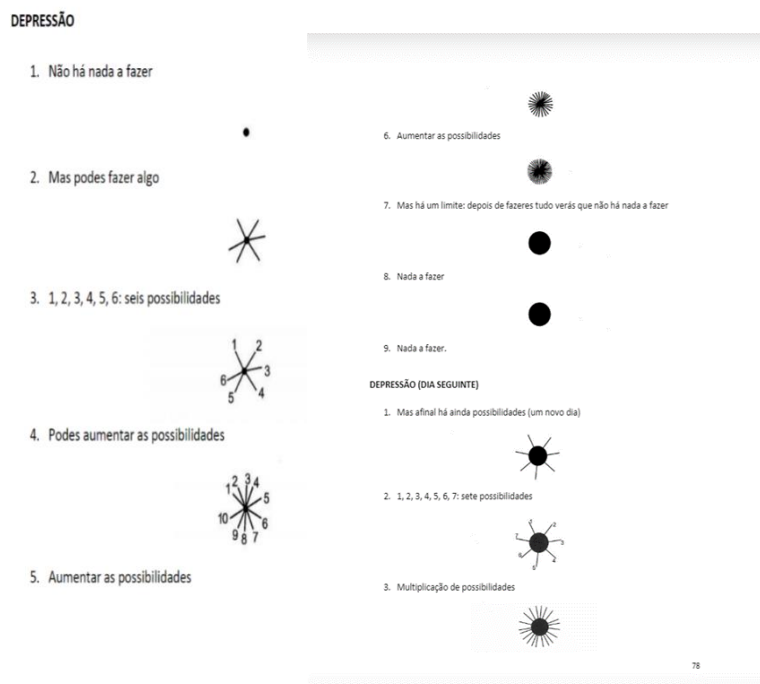 DEPRESSÃO
1. Não há nada a fazer
2. Mas podes fazer algo
3. 1, 2, 3, 4, 5, 6: seis possibilidades
1 2
3
6
5 4
4. Podes aumentar as possibilidades
1 2 3 4
5
10 6
9 8 7
5. Aumentar as possibilidades
6. Aumentar as possibilidades
7. Mas há um limite: depois de fazeres tudo verás que não há nada a fazer
8. Nada a fazer
9. Nada a fazer.
DEPRESSÃO (DIA SEGUINTE)
1. Mas afinal há ainda possibilidades (um novo dia)
2. 1, 2, 3, 4, 5, 6, 7: sete possibilidades
3. Multiplicação de possibilidades
78